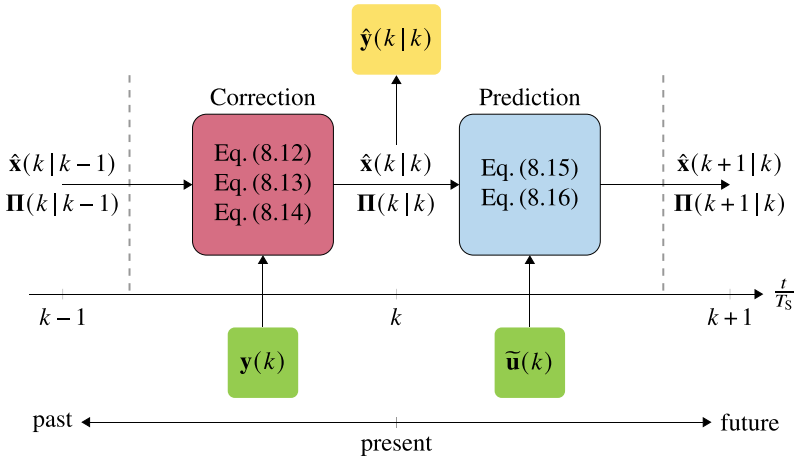 ŷ(k|k)
Correction
Prediction
x̂(k|k−1)
Π(k|k−1)
Eq. (8.12)
Eq. (8.13)
Eq. (8.14)
x̂(k|k)
Π(k|k)
Eq. (8.15)
Eq. (8.16)
x̂(k+1|k)
Π(k+1|k)
t/T_S
k−1
k
k+1
y(k)
ũ(k)
past
present
future